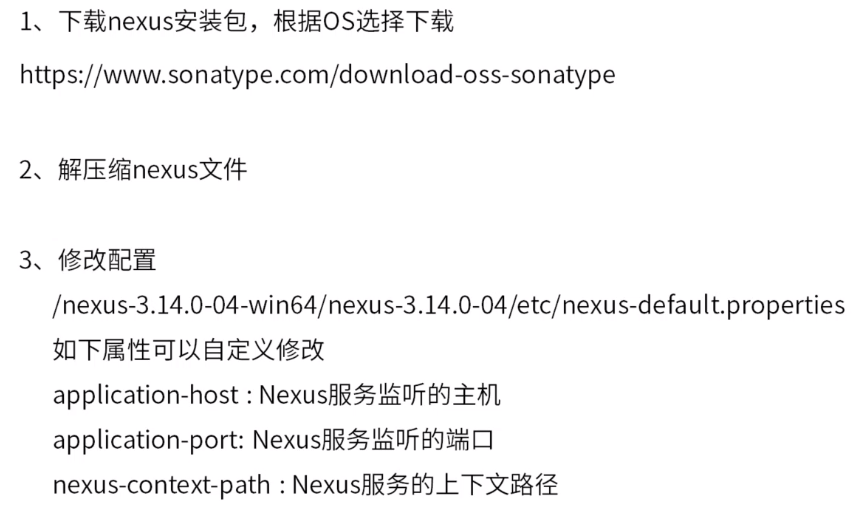 1、下载nexus安装包，根据OS选择下载
https://www.sonatype.com/download-oss-sonatype
2、解压缩nexus文件
3、修改配置
/nexus-3.14.0-04-win64/nexus-3.14.0-04/etc/nexus-default.properties
如下属性可以自定义修改
application-host : Nexus服务监听的主机
application-port: Nexus服务监听的端口
nexus-context-path : Nexus服务的上下文路径